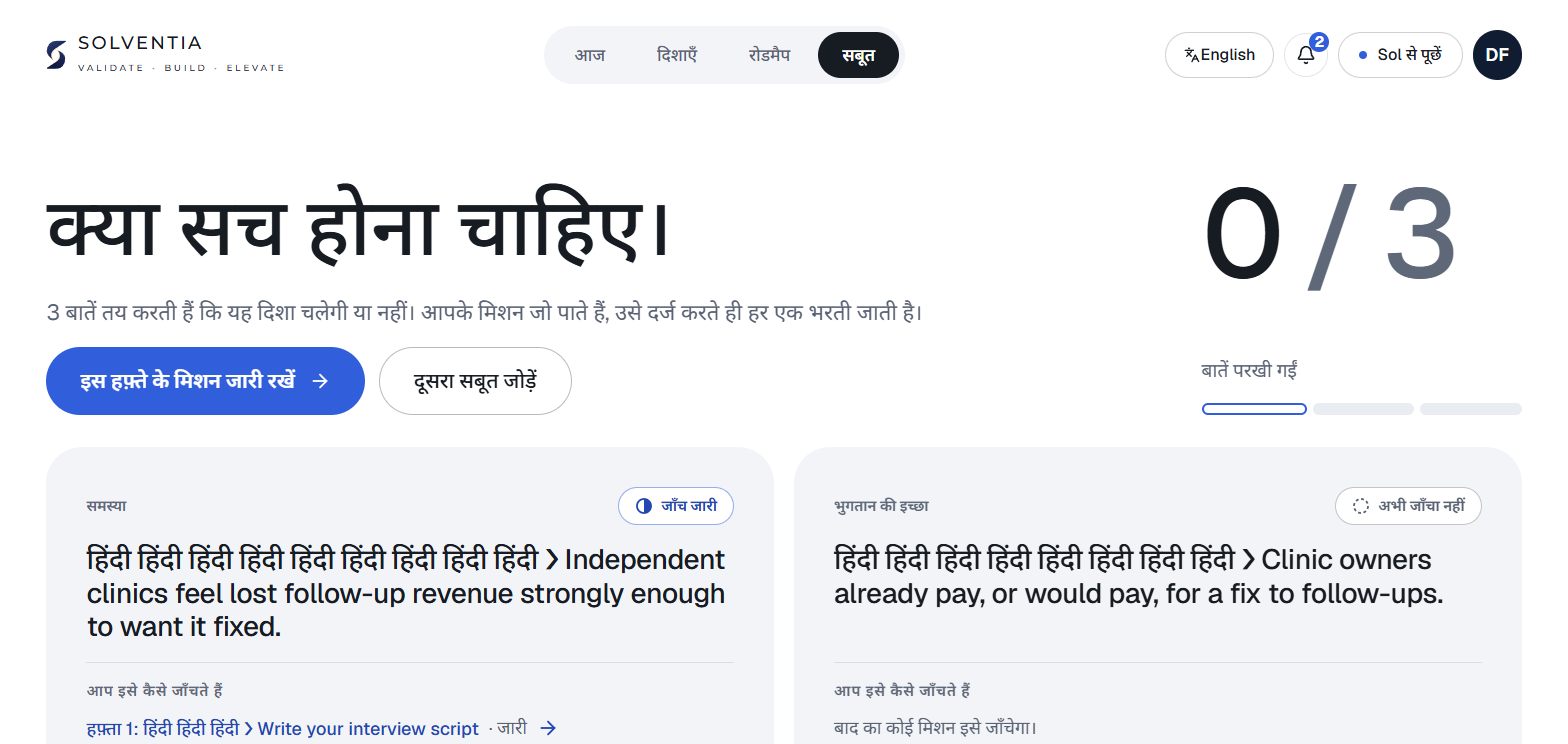 SOLVENTIA
VALIDATE · BUILD · ELEVATE
आज
दिशाएँ
रोडमैप
सबूत
English
2
Sol से पूछें
DF
क्या सच होना चाहिए।
0 / 3
3 बातें तय करती हैं कि यह दिशा चलेगी या नहीं। आपके मिशन जो पाते हैं, उसे दर्ज करते ही हर एक भरती जाती है।
इस हफ़्ते के मिशन जारी रखें →
दूसरा सबूत जोड़ें
बातें परखी गईं
समस्या
जाँच जारी
हिंदी हिंदी हिंदी हिंदी हिंदी हिंदी हिंदी हिंदी हिंदी > Independent
clinics feel lost follow-up revenue strongly enough
to want it fixed.
आप इसे कैसे जाँचते हैं
हफ़्ता 1: हिंदी हिंदी हिंदी > Write your interview script · जारी →
भुगतान की इच्छा
अभी जाँचा नहीं
हिंदी हिंदी हिंदी हिंदी हिंदी हिंदी हिंदी हिंदी > Clinic owners
already pay, or would pay, for a fix to follow-ups.
आप इसे कैसे जाँचते हैं
बाद का कोई मिशन इसे जाँचेगा।